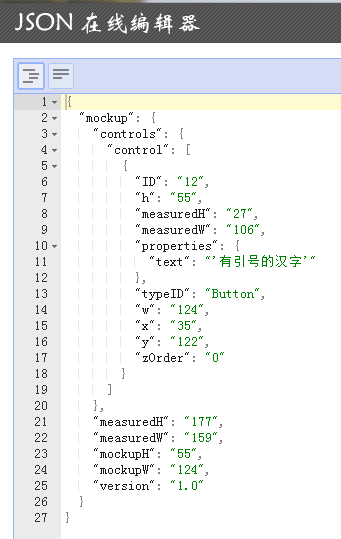 JSON 在线编辑器
1 {
2 "mockup": {
3 "controls": {
4 "control": [
5 {
6 "ID": "12",
7 "h": "55",
8 "measuredH": "27",
9 "measuredW": "106",
10 "properties": {
11 "text": "'有引号的汉字'"
12 },
13 "typeID": "Button",
14 "w": "124",
15 "x": "35",
16 "y": "122",
17 "zOrder": "0"
18 }
19 ]
20 },
21 "measuredH": "177",
22 "measuredW": "159",
23 "mockupH": "55",
24 "mockupW": "124",
25 "version": "1.0"
26 }
27 }